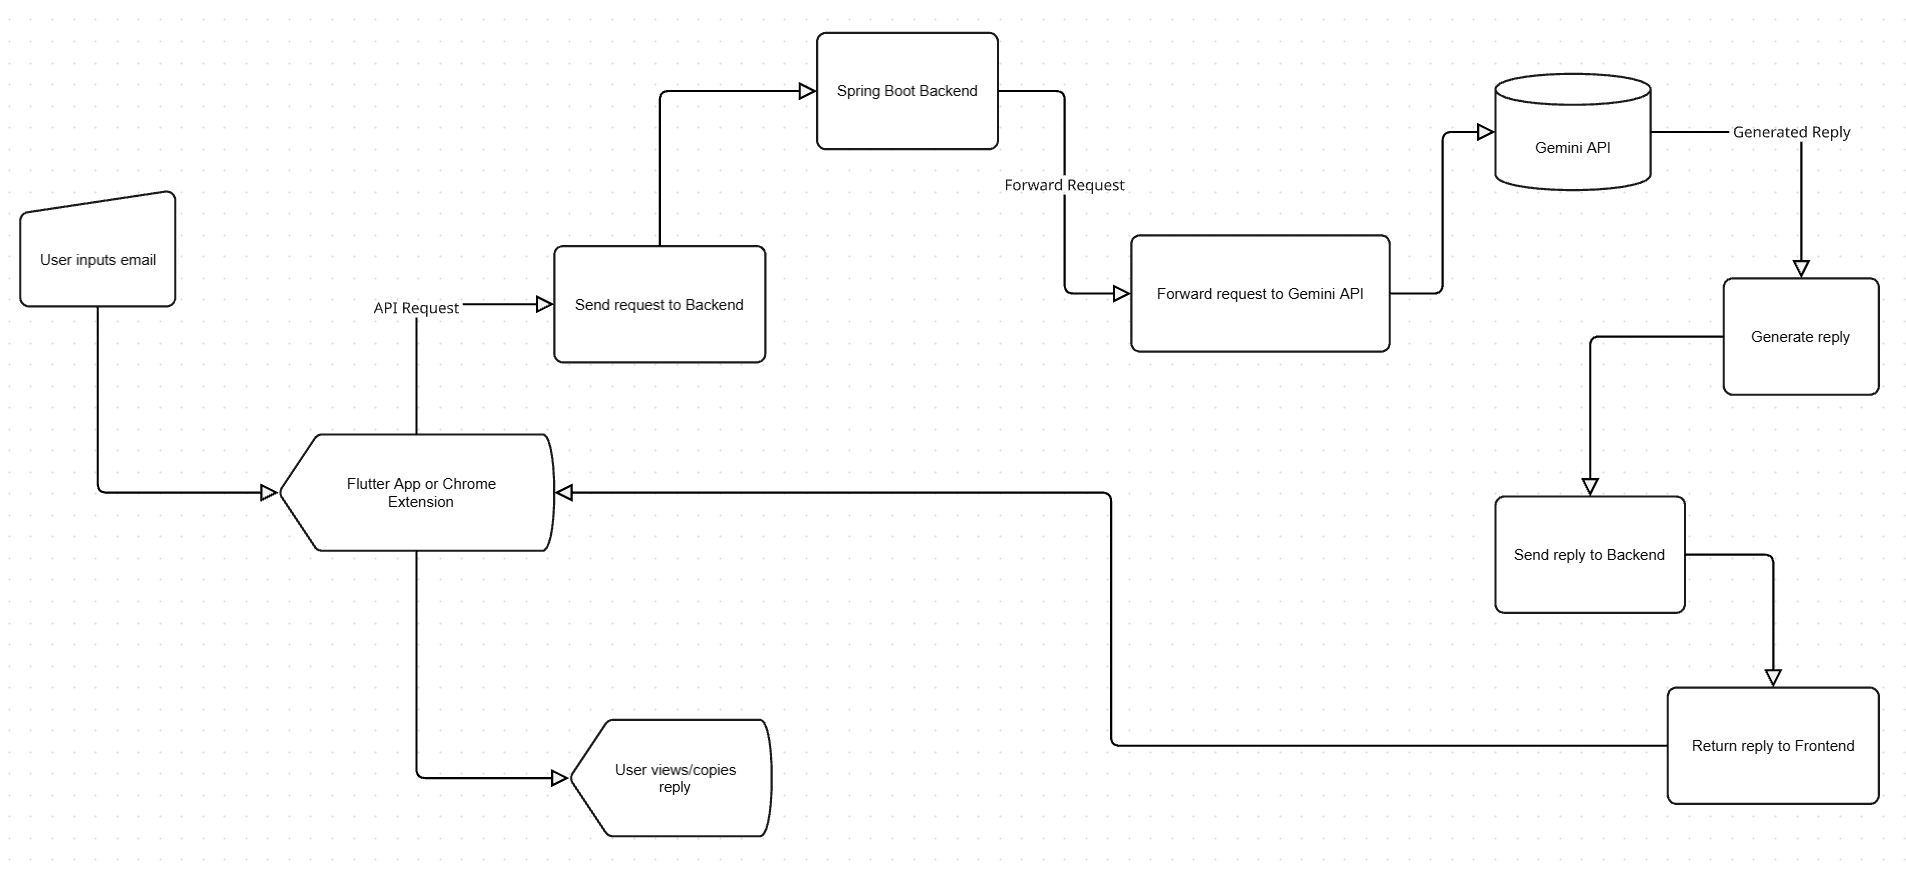 Spring Boot Backend
Gemini API
Generated Reply
Forward Request
User inputs email
API Request
Send request to Backend
Forward request to Gemini API
Generate reply
Flutter App or Chrome
Extension
Send reply to Backend
Return reply to Frontend
User views/copies
reply